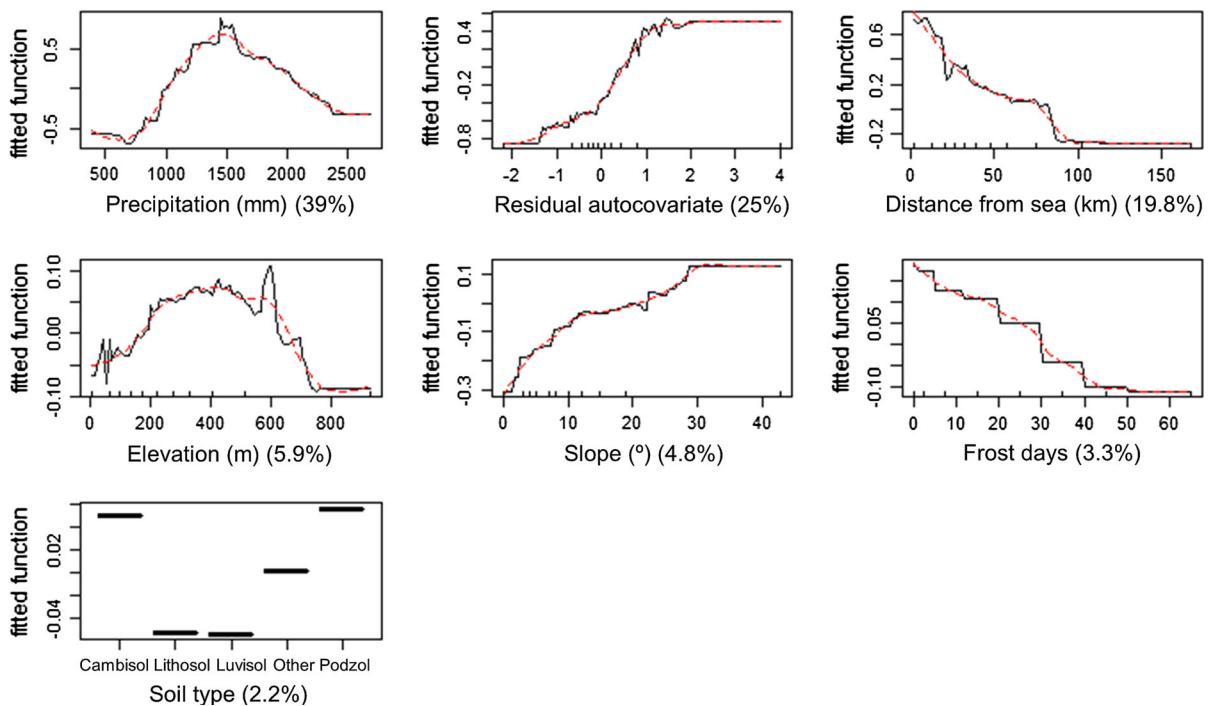 fitted function
0.5
-0.5
500 1000 1500 2000 2500
Precipitation (mm) (39%)
fitted function
0.4
-0.2
-0.8
-2 -1 0 1 2 3 4
Residual autocovariate (25%)
fitted function
0.6
0.2
-0.2
0 50 100 150
Distance from sea (km) (19.8%)
fitted function
0.10
0.00
-0.10
0 200 400 600 800
Elevation (m) (5.9%)
fitted function
0.1
-0.1
-0.3
0 10 20 30 40
Slope (º) (4.8%)
fitted function
0.05
-0.10
0 10 20 30 40 50 60
Frost days (3.3%)
fitted function
0.02
-0.04
Cambisol Lithosol Luvisol Other Podzol
Soil type (2.2%)